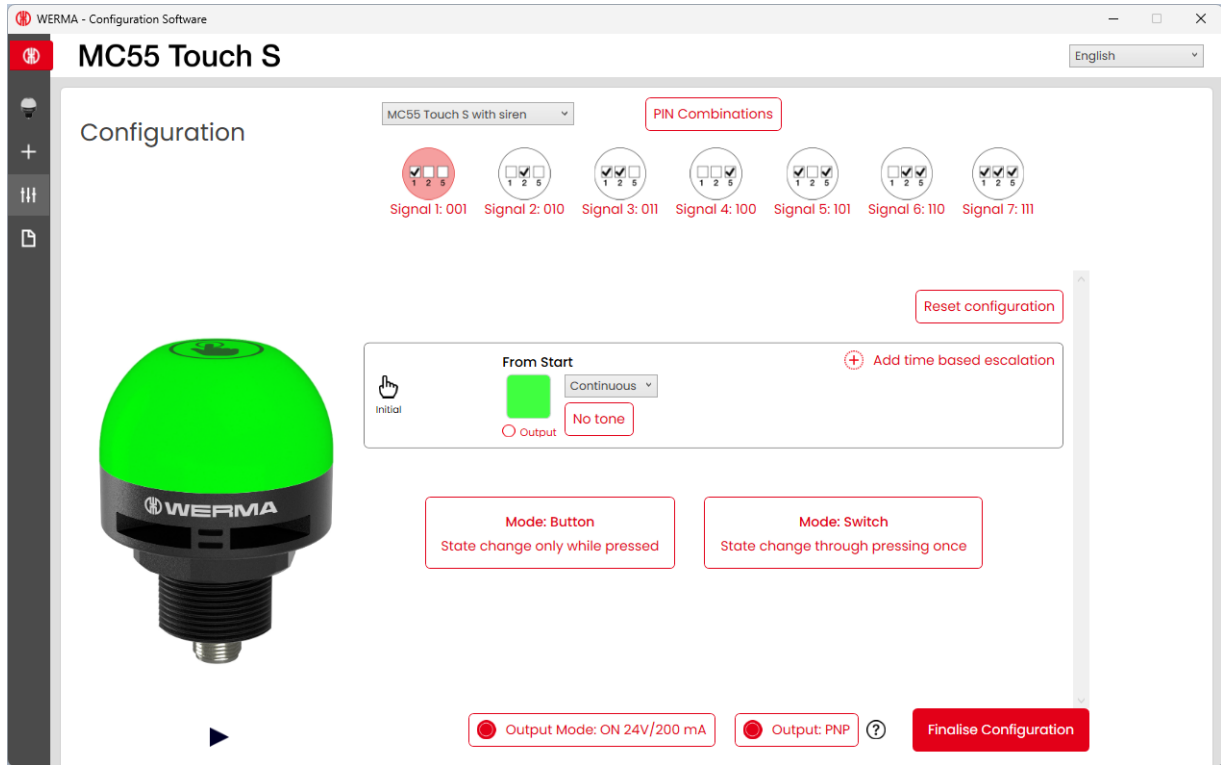 WERMA - Configuration Software
MC55 Touch S
English
Configuration
MC55 Touch S with siren
PIN Combinations
1 2 5
1 2 5
1 2 5
1 2 5
1 2 5
1 2 5
1 2 5
Signal 1: 001
Signal 2: 010
Signal 3: 011
Signal 4: 100
Signal 5: 101
Signal 6: 110
Signal 7: 111
Reset configuration
From Start
Add time based escalation
Initial
Continuous
No tone
Output
WERMA
Mode: Button
State change only while pressed
Mode: Switch
State change through pressing once
Output Mode: ON 24V/200 mA
Output: PNP
?
Finalise Configuration